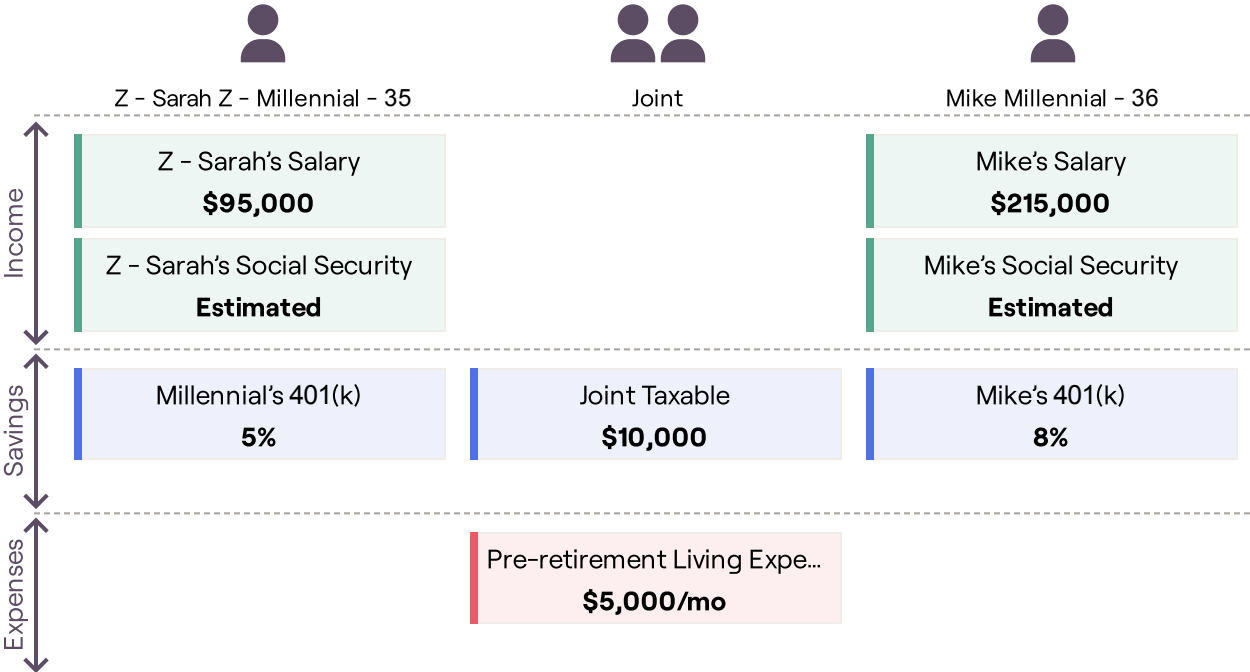 Z - Sarah Z - Millennial - 35
Joint
Mike Millennial - 36
Income
Z - Sarah’s Salary
$95,000
Mike’s Salary
$215,000
Z - Sarah’s Social Security
Estimated
Mike’s Social Security
Estimated
Savings
Millennial’s 401(k)
5%
Joint Taxable
$10,000
Mike’s 401(k)
8%
Expenses
Pre-retirement Living Expe...
$5,000/mo